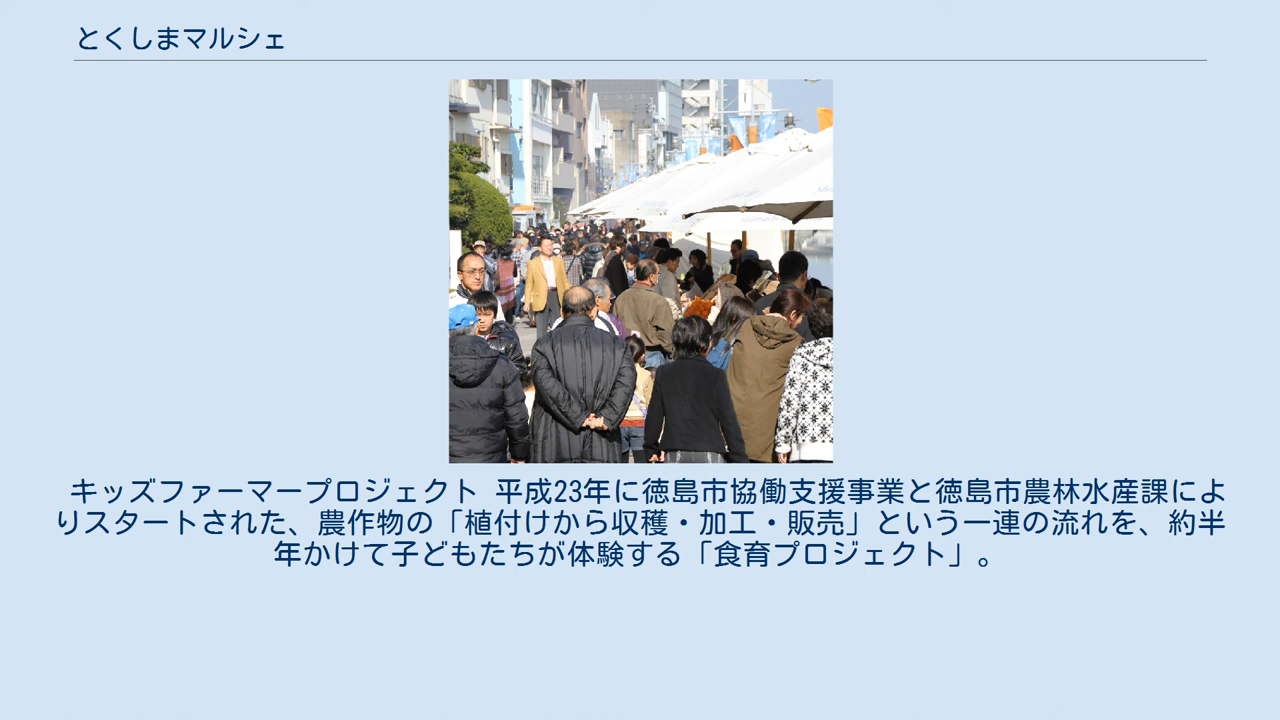 とくしまマルシェ
キッズファーマープロジェクト 平成23年に徳島市協働支援事業と徳島市農林水産課によ
りスタートされた、農作物の「植付けから収穫・加工・販売」という一連の流れを、約半
年かけて子どもたちが体験する「食育プロジェクト」。